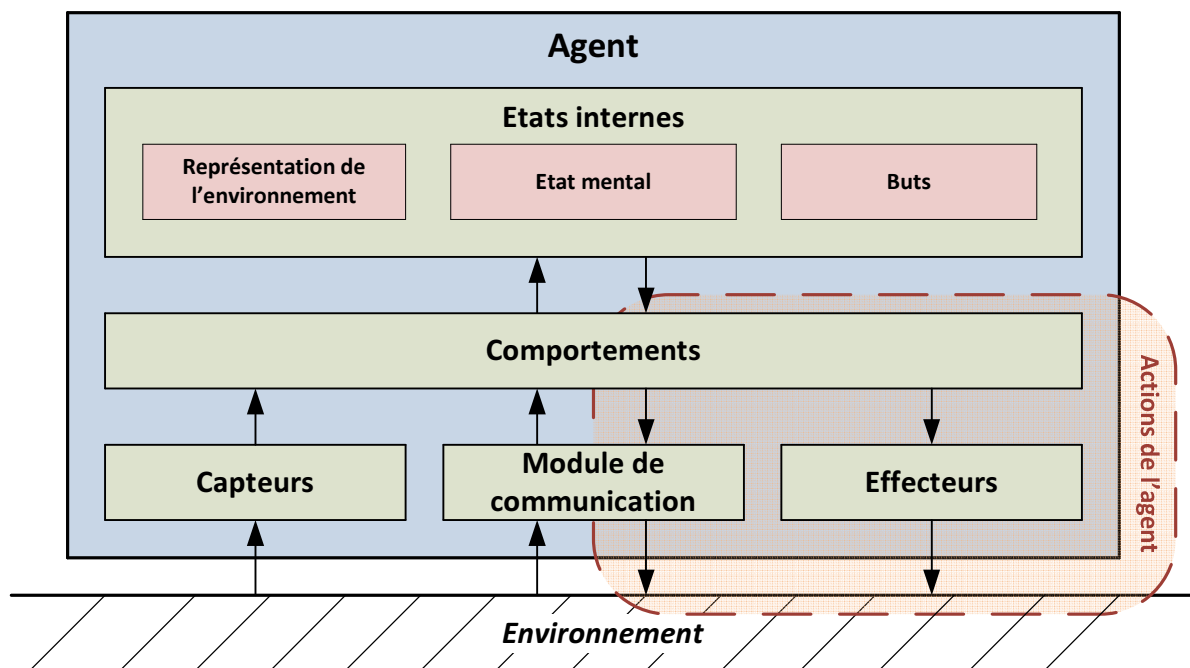 Agent
Etats internes
Représentation de
l'environnement
Etat mental
Buts
Comportements
Capteurs
Module de
communication
Effecteurs
Actions de l'agent
Environnement